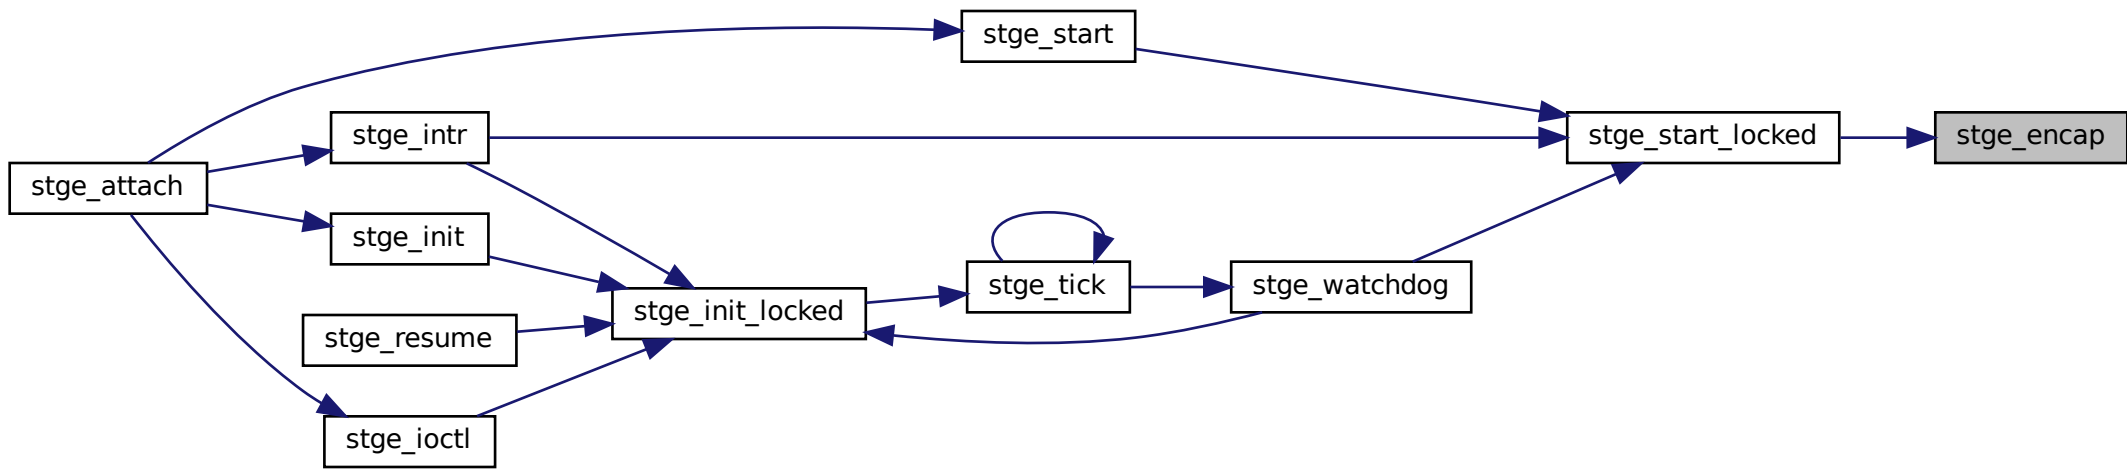 stge_start
stge_intr
stge_start_locked
stge_encap
stge_attach
stge_init
stge_tick
stge_watchdog
stge_init_locked
stge_resume
stge_ioctl